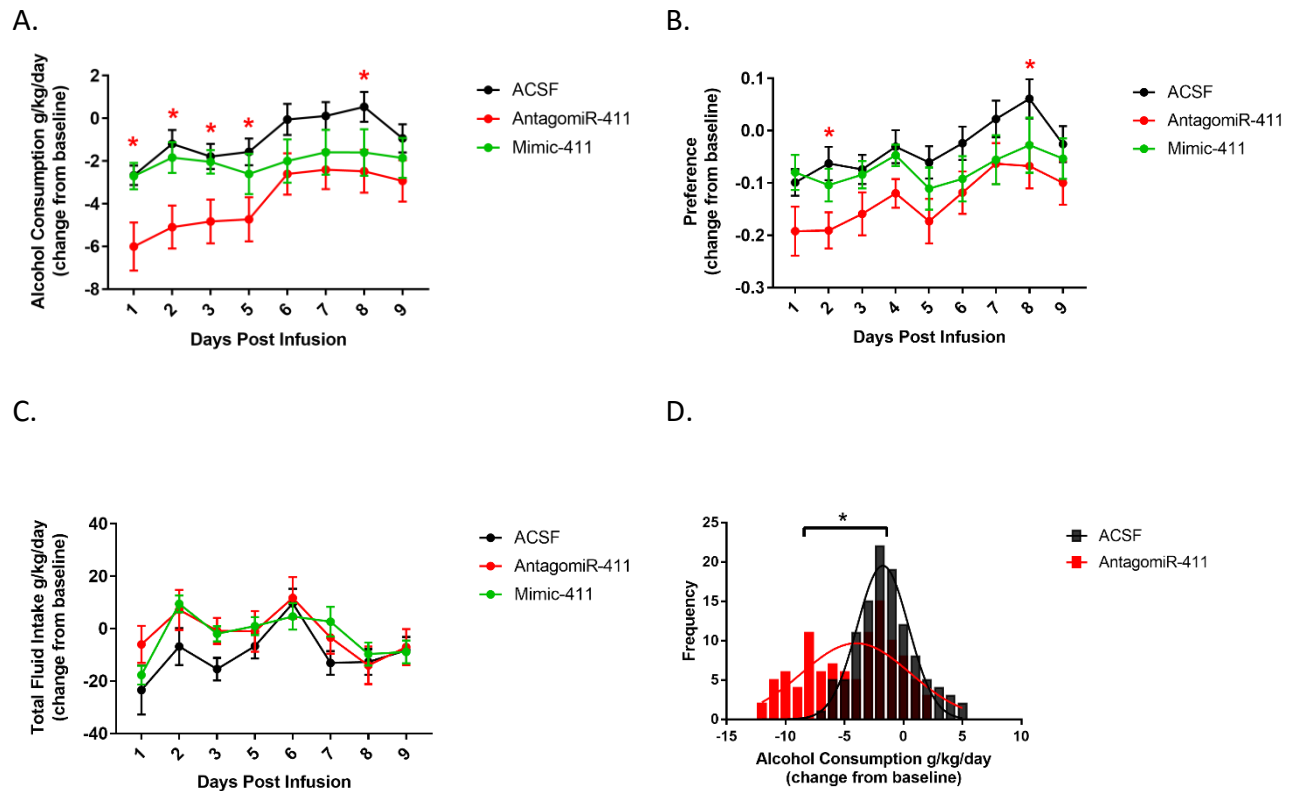 A.
Alcohol Consumption g/kg/day
(change from baseline)
2
0
-2
-4
-6
-8
*
*
*
*
*
1
2
3
5
6
7
8
9
Days Post Infusion
ACSF
AntagomiR-411
Mimic-411
B.
Preference
(change from baseline)
0.1
0.0
-0.1
-0.2
-0.3
*
*
1
2
3
4
5
6
7
8
9
Days Post Infusion
ACSF
AntagomiR-411
Mimic-411
C.
Total Fluid Intake g/kg/day
(change from baseline)
40
20
0
-20
-40
1
2
3
5
6
7
8
9
Days Post Infusion
ACSF
AntagomiR-411
Mimic-411
D.
Frequency
25
20
15
10
5
0
*
-15
-10
-5
0
5
10
Alcohol Consumption g/kg/day
(change from baseline)
ACSF
AntagomiR-411